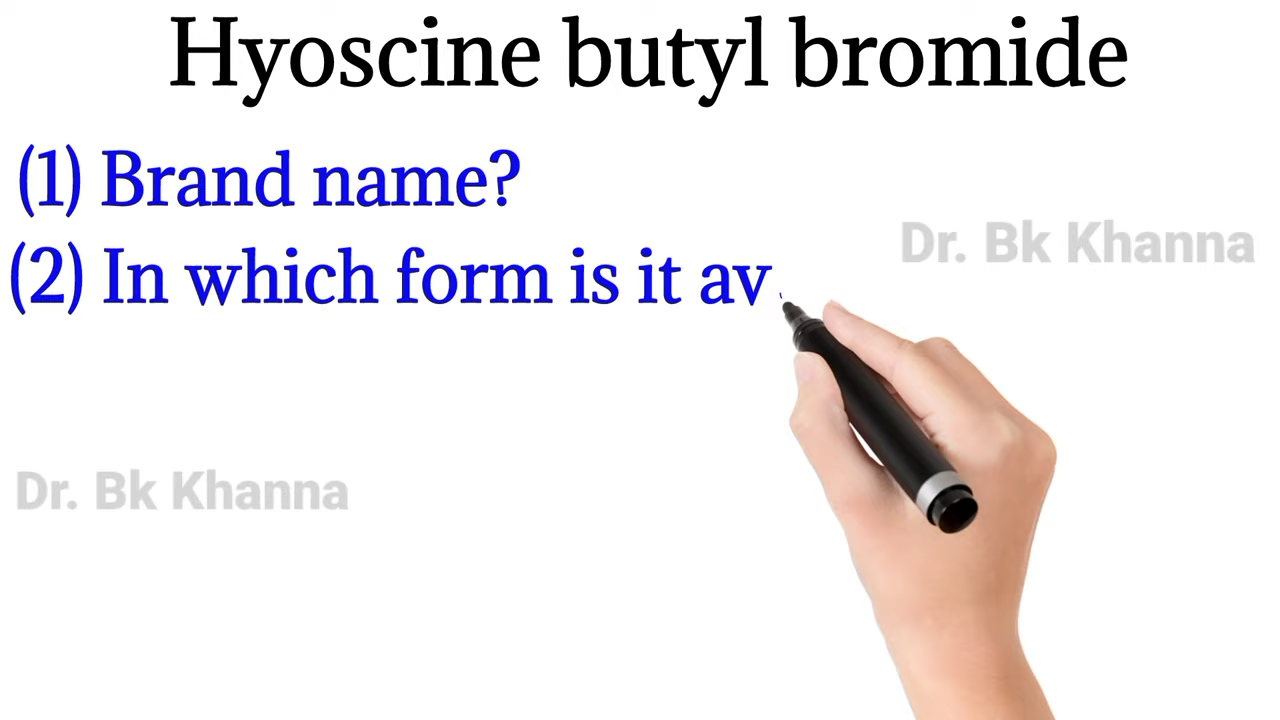 Hyoscine butyl bromide
(1) Brand name?
Dr. Bk Khanna
(2) In which form is it av
Dr. Bk Khanna